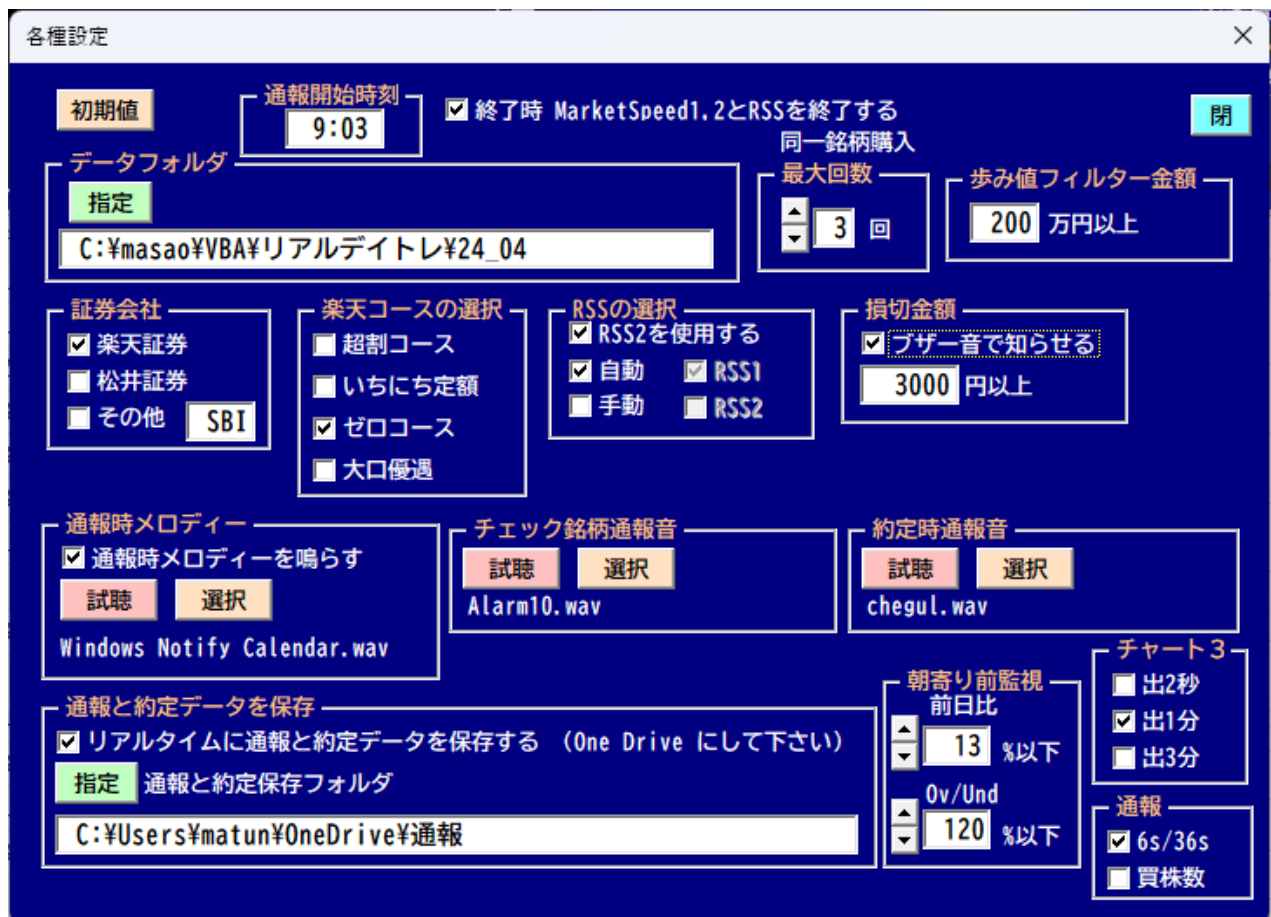 各種設定
初期値
通報開始時刻
9:03
終了時 MarketSpeed1.2とRSSを終了する
閉
データフォルダ
指定
C:¥masao¥VBA¥リアルデイトレ¥24_04
同一銘柄購入
最大回数
3 回
歩み値フィルター金額
200 万円以上
証券会社
楽天証券
松井証券
その他 SBI
楽天コースの選択
超割コース
いちにち定額
ゼロコース
大口優遇
RSSの選択
RSS2を使用する
自動 RSS1
手動 RSS2
損切金額
ブザー音で知らせる
3000 円以上
通報時メロディー
通報時メロディーを鳴らす
試聴 選択
Windows Notify Calendar.wav
チェック銘柄通報音
試聴 選択
Alarm10.wav
約定時通報音
試聴 選択
chegul.wav
通報と約定データを保存
リアルタイムに通報と約定データを保存する (One Drive にして下さい)
指定 通報と約定保存フォルダ
C:¥Users¥matun¥OneDrive¥通報
朝寄り前監視
前日比
13 %以下
Ov/Und
120 %以下
チャート３
出2秒
出1分
出3分
通報
6s/36s
買株数